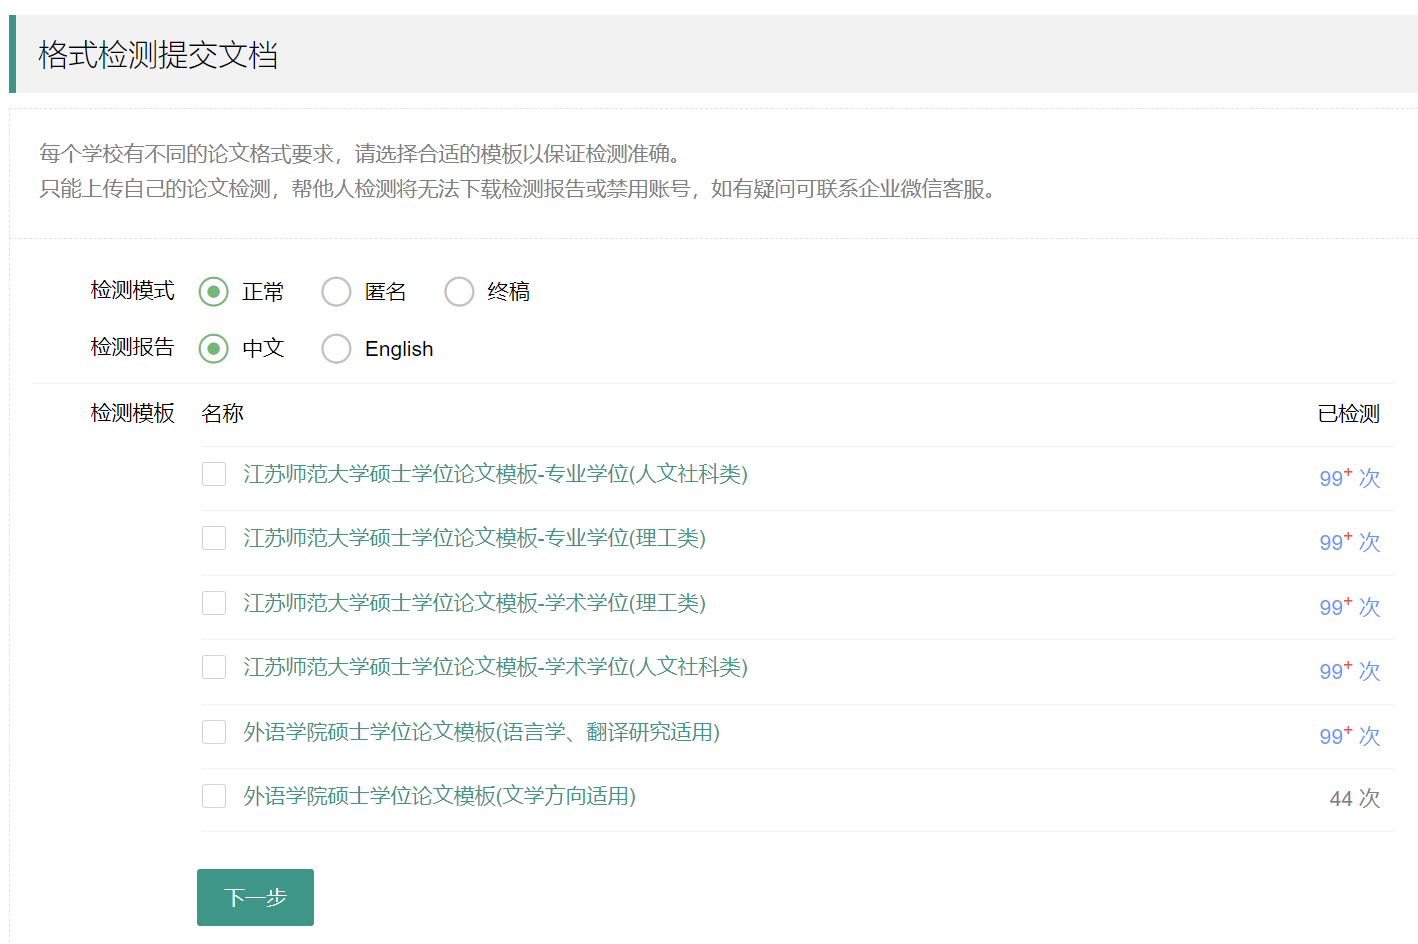 格式检测提交文档
每个学校有不同的论文格式要求，请选择合适的模板以保证检测准确。
只能上传自己的论文检测，帮他人检测将无法下载检测报告或禁用账号，如有疑问可联系企业微信客服。
检测模式 正常 匿名 终稿
检测报告 中文 English
检测模板 名称 已检测
江苏师范大学硕士学位论文模板-专业学位(人文社科类) 99+ 次
江苏师范大学硕士学位论文模板-专业学位(理工类) 99+ 次
江苏师范大学硕士学位论文模板-学术学位(理工类) 99+ 次
江苏师范大学硕士学位论文模板-学术学位(人文社科类) 99+ 次
外语学院硕士学位论文模板(语言学、翻译研究适用) 99+ 次
外语学院硕士学位论文模板(文学方向适用) 44 次
下一步